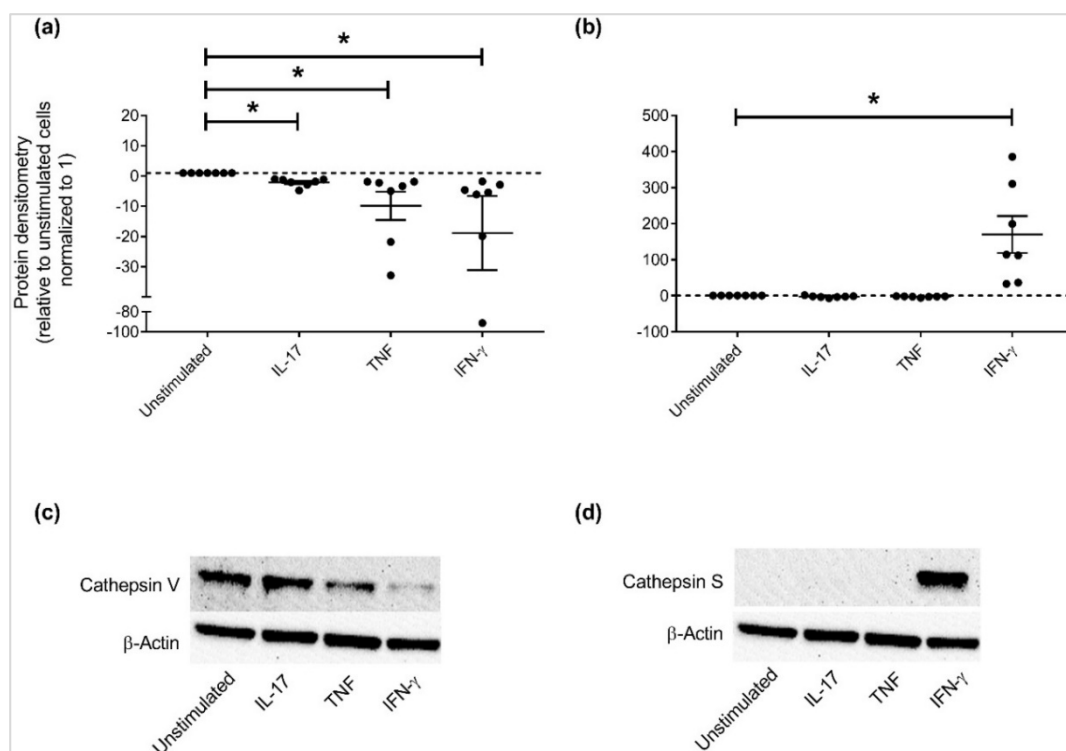 (a)
*
*
*
Protein densitometry
(relative to unstimulated cells
normalized to 1)
20
10
0
-10
-20
-30
-80
-100
Unstimulated
IL-17
TNF
IFN-γ
(b)
*
500
400
300
200
100
0
-100
Unstimulated
IL-17
TNF
IFN-γ
(c)
Cathepsin V
β-Actin
Unstimulated
IL-17
TNF
IFN-γ
(d)
Cathepsin S
β-Actin
Unstimulated
IL-17
TNF
IFN-γ